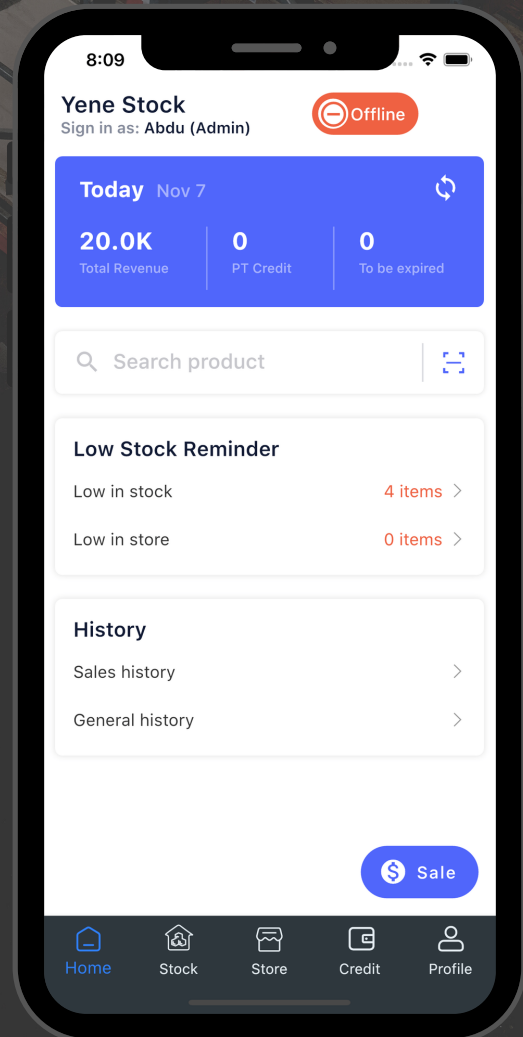 8:09
Yene Stock
Sign in as: Abdu (Admin)
Offline
Today Nov 7
20.0K 0 0
Total Revenue PT Credit To be expired
Search product
Low Stock Reminder
Low in stock 4 items
Low in store 0 items
History
Sales history
General history
$ Sale
Home Stock Store Credit Profile